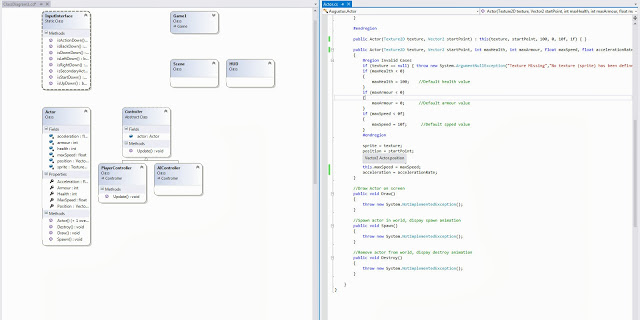 ClassDiagram1.cd*
InputInterface
Static Class
Methods
isActionDown()...
isBackDown() ...
isDownDown() ...
isLeftDown() : b...
isRightDown() ...
isSecondaryAct...
isStartDown() : ...
isUpDown() : b...
Game1
Class
Game
Scene
Class
HUD
Class
Actor
Class
Fields
acceleration : fl...
armour : int
health : int
maxSpeed : float
position : Vecto...
sprite : Texture...
Properties
Acceleration : fl...
Armour : int
Health : int
MaxSpeed : float
Position : Vecto...
Methods
Actor() (+ 1 over...
Destroy() : void
Draw() : void
Spawn() : void
Controller
Abstract Class
Fields
actor : Actor
Methods
Update() : void
PlayerController
Class
Controller
Methods
Update() : void
AIController
Class
Controller
Actor.cs
Actor(Texture2D texture, Vector2 startPoint, int maxHealth, int maxArmour, float m
}
#endregion
public Actor(Texture2D texture, Vector2 startPoint) : this(texture, startPoint, 100, 0, 10f, 1f) { }
public Actor(Texture2D texture, Vector2 startPoint, int maxHealth, int maxArmour, float maxSpeed, float accelerationRate
{
#region Invalid Cases
if (texture == null) { throw new System.ArgumentNullException("Texture Missing","No texture (sprite) has been define
if (maxHealth < 0)
{
maxHealth = 100; //Default health value
}
if (maxArmour < 0)
{
maxArmour = 0; //Default armour value
}
if (maxSpeed < 0f)
{
maxSpeed = 10f; //Default speed value
}
#endregion
sprite = texture;
position = startPoint;
Vector2 Actor.position
this.maxSpeed = maxSpeed;
acceleration = accelerationRate;
}
//Draw Actor on screen
public void Draw()
{
throw new System.NotImplementedException();
}
//Spawn actor in world, dispay spawn animation
public void Spawn()
{
throw new System.NotImplementedException();
}
//Remove actor from world, dispay destroy animation
public void Destroy()
{
throw new System.NotImplementedException();
}
}
}